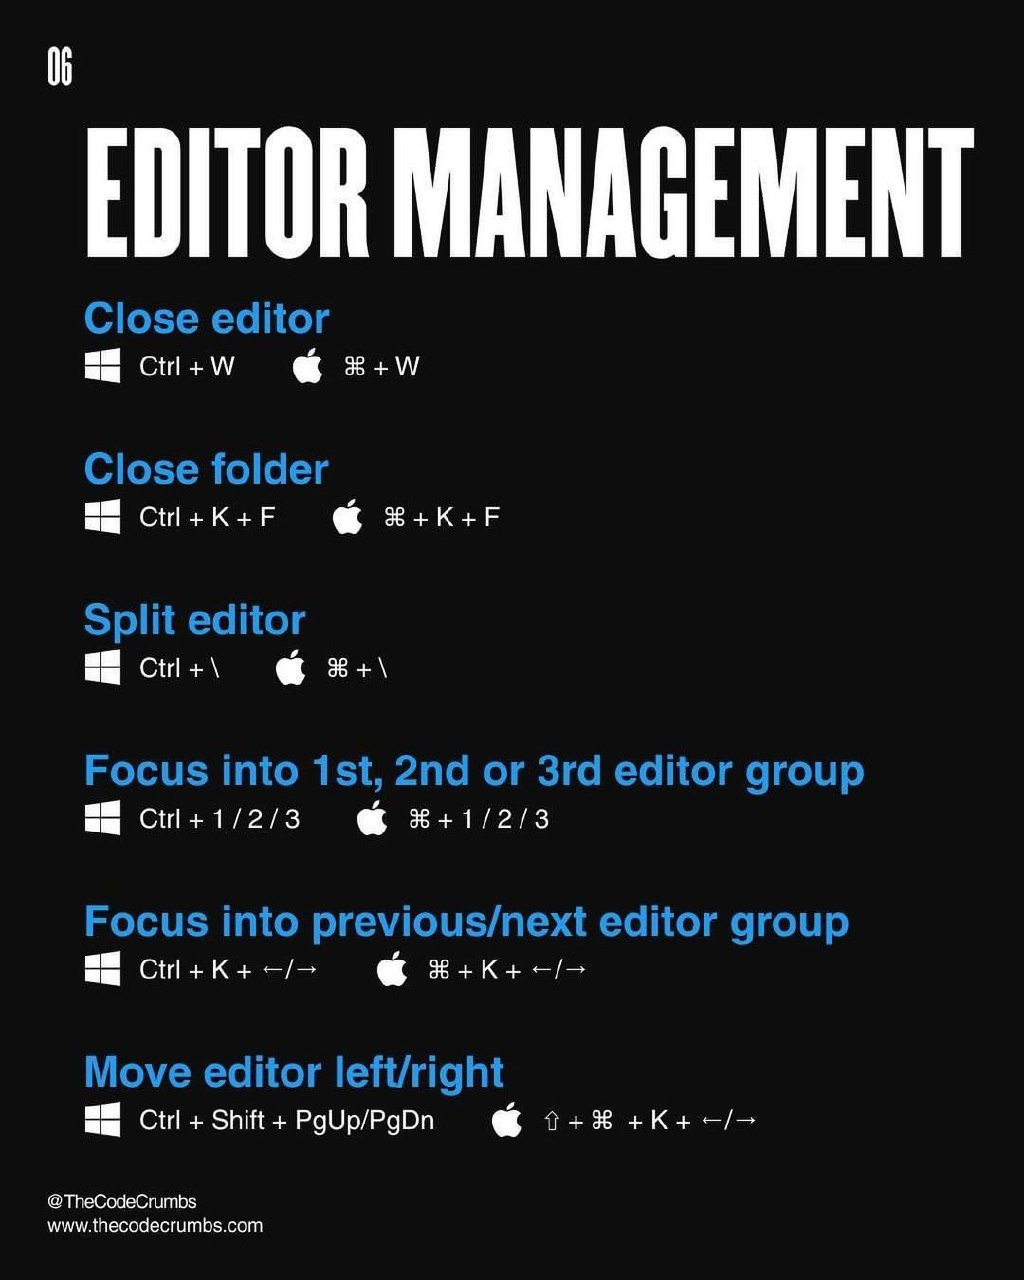 06
EDITOR MANAGEMENT
Close editor
Ctrl + W ⌘ + W
Close folder
Ctrl + K + F ⌘ + K + F
Split editor
Ctrl + \ ⌘ + \
Focus into 1st, 2nd or 3rd editor group
Ctrl + 1 / 2 / 3 ⌘ + 1 / 2 / 3
Focus into previous/next editor group
Ctrl + K + ←/→ ⌘ + K + ←/→
Move editor left/right
Ctrl + Shift + PgUp/PgDn ⇧ + ⌘ + K + ←/→
@TheCodeCrumbs
www.thecodecrumbs.com